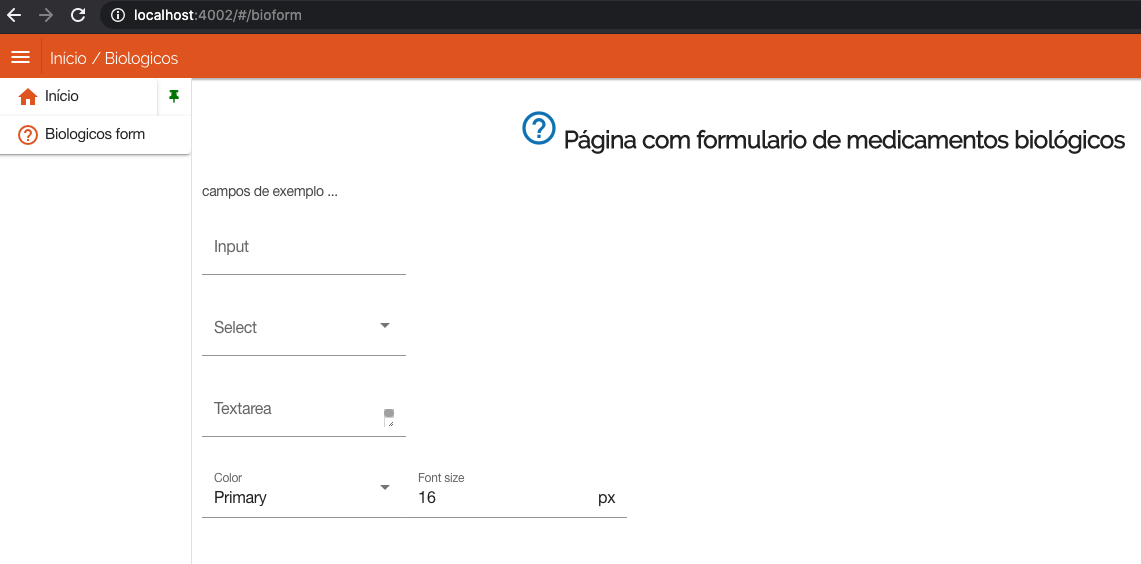 localhost:4002/#/bioform
Início / Biologicos
Início
Biologicos form
Página com formulario de medicamentos biológicos
campos de exemplo ...
Input
Select
Textarea
Color
Primary
Font size
16
px